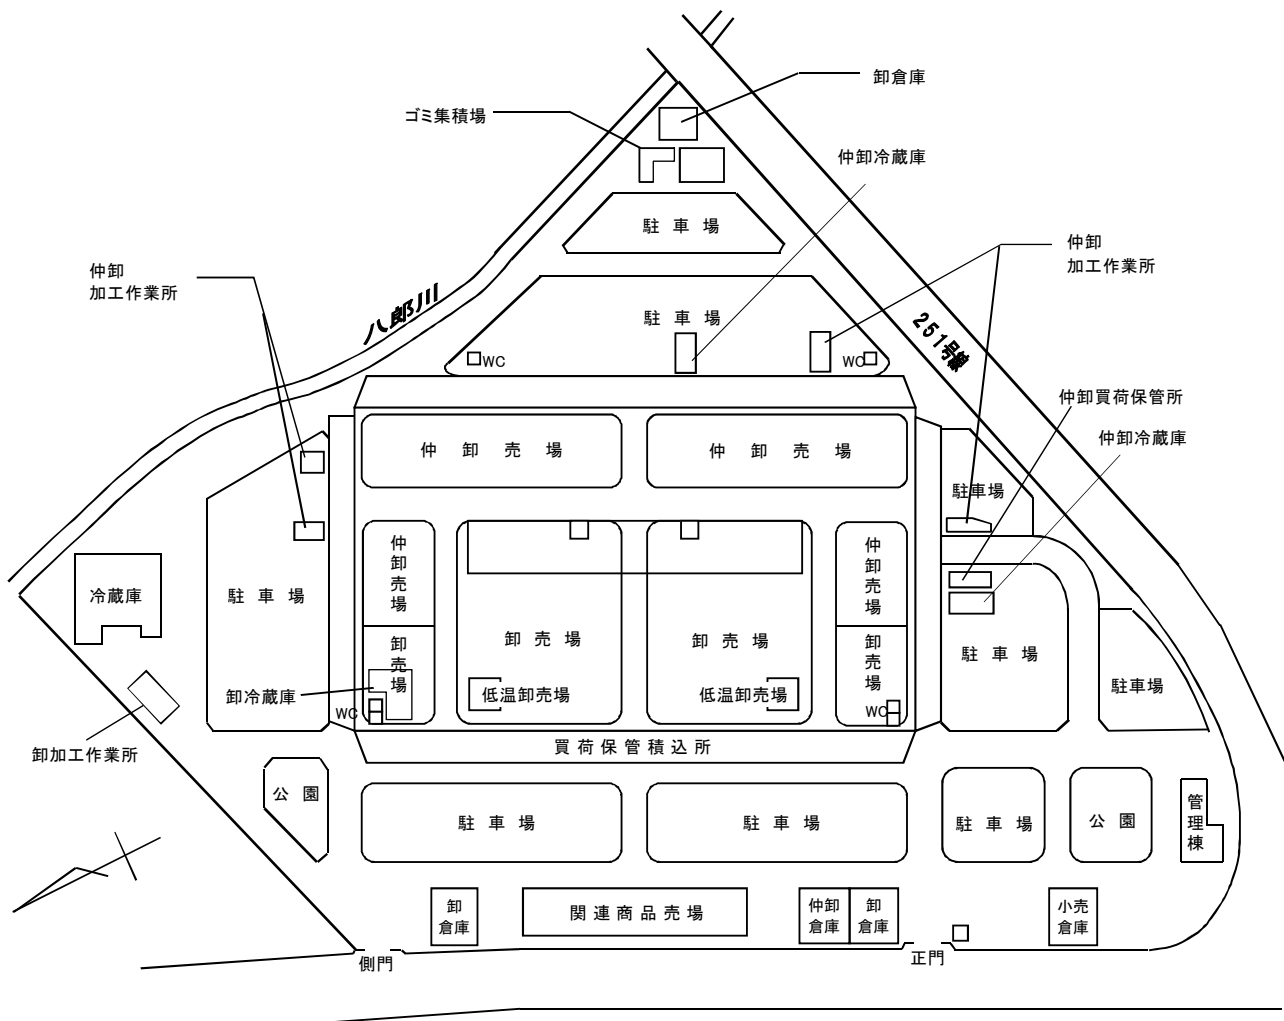 卸倉庫
ゴミ集積場
仲卸冷蔵庫
駐 車 場
仲卸
加工作業所
仲卸
加工作業所
八郎川
駐 車 場
251号線
WC
WC
仲卸買荷保管所
仲卸冷蔵庫
仲 卸 売 場
仲 卸 売 場
駐車場
仲卸売場
仲卸売場
冷蔵庫
駐 車 場
卸 売 場
卸 売 場
卸売場
卸売場
駐 車 場
駐車場
卸冷蔵庫
低温卸売場
低温卸売場
WC
WC
卸加工作業所
買荷保管積込所
公 園
駐 車 場
駐 車 場
駐 車 場
公 園
管理棟
卸
倉庫
関連商品売場
仲卸
倉庫
卸
倉庫
小売
倉庫
側門
正門